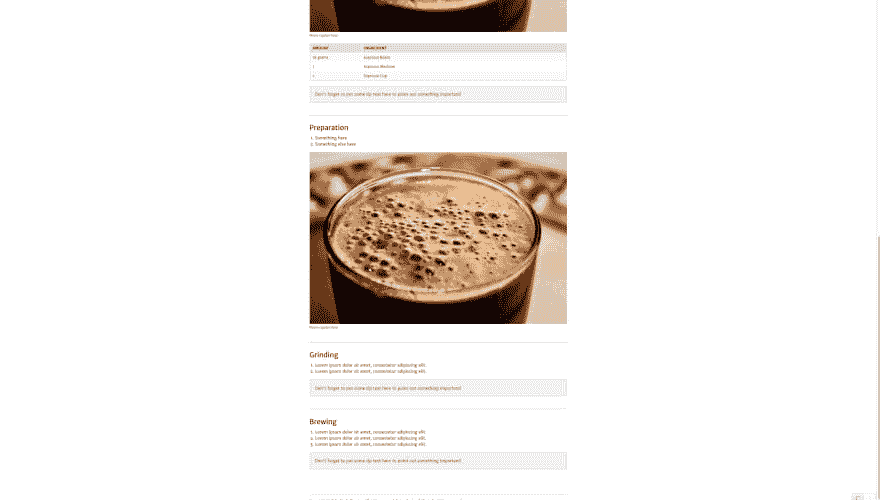 Photo caption here
AMOUNT INGREDIENT
18 grams Espresso Beans
1 Espresso Machine
1 Espresso Cup
Don't forget to put some tip text here to point out something important!
Preparation
1. Something here
2. Something else here
Photo caption here
Grinding
1. Lorem ipsum dolor sit amet, consectetur adipiscing elit.
2. Lorem ipsum dolor sit amet, consectetur adipiscing elit.
Don't forget to put some tip text here to point out something important!
Brewing
1. Lorem ipsum dolor sit amet, consectetur adipiscing elit.
2. Lorem ipsum dolor sit amet, consectetur adipiscing elit.
3. Lorem ipsum dolor sit amet, consectetur adipiscing elit.
Don't forget to put some tip text here to point out something important!